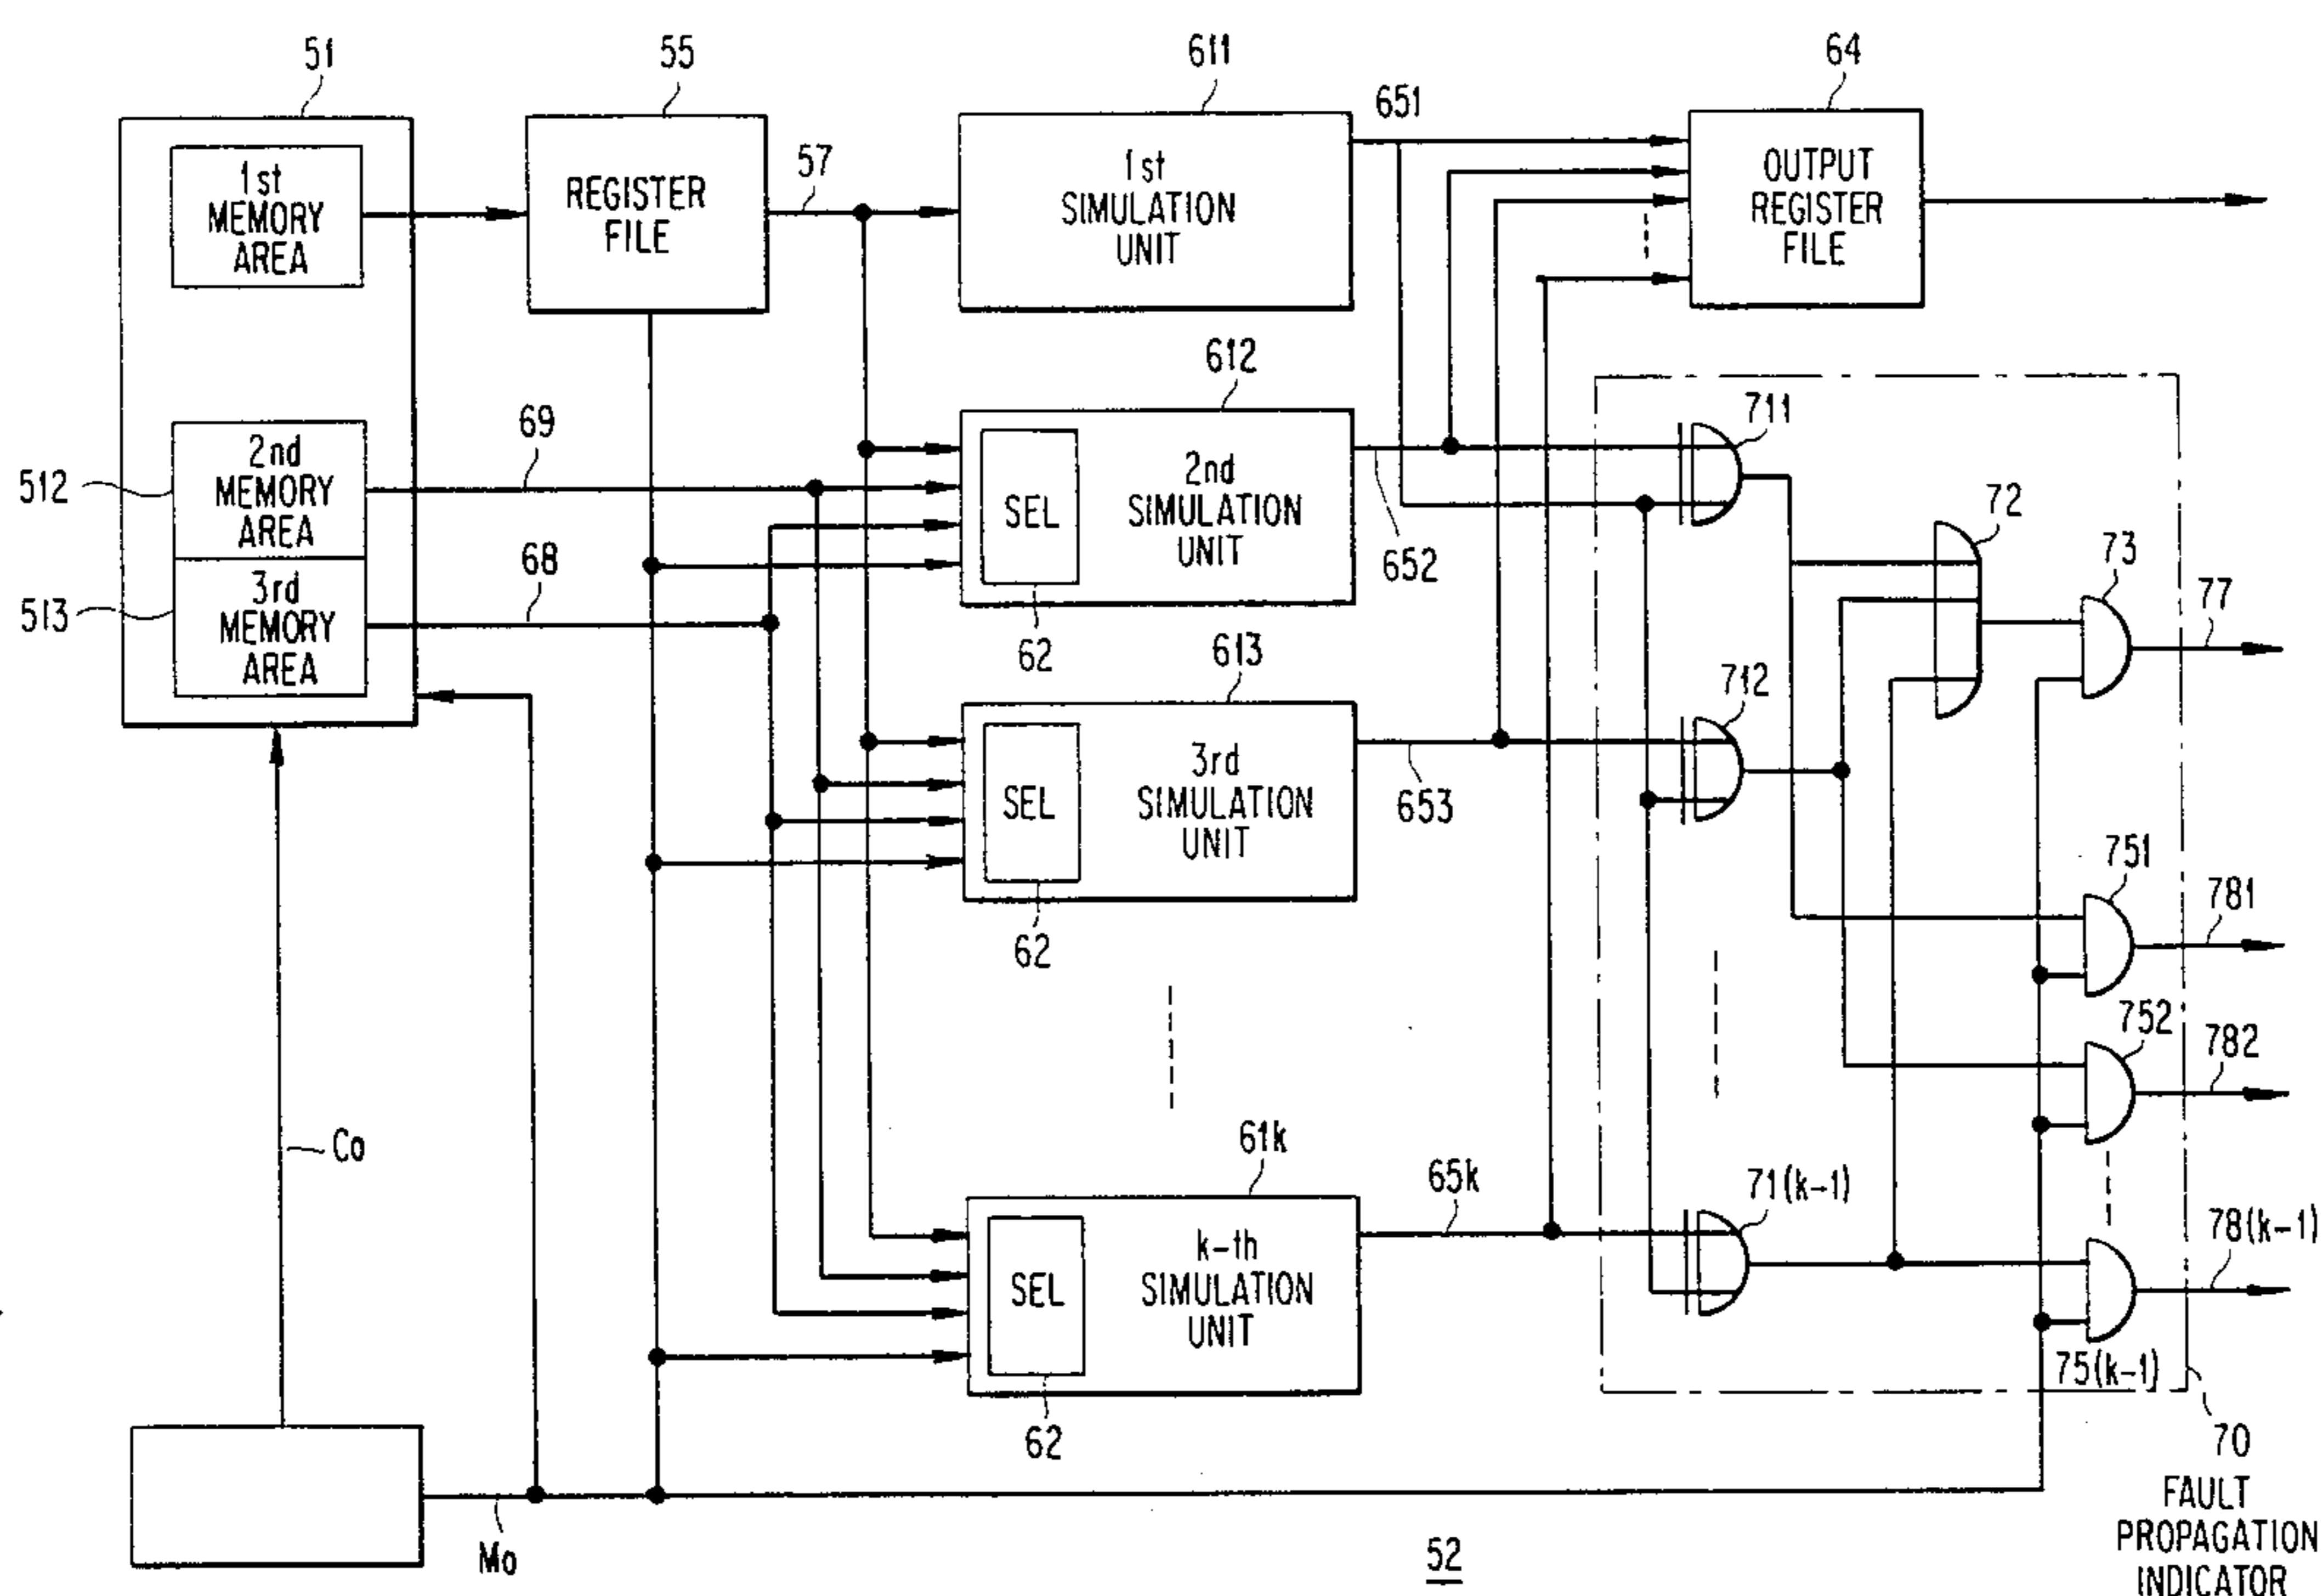 51
55
611
64
651
1st
MEMORY
AREA
REGISTER
FILE
57
1st
SIMULATION
UNIT
OUTPUT
REGISTER
FILE
612
711
512
2nd
MEMORY
AREA
69
SEL
2nd
SIMULATION
UNIT
652
72
73
77
513
3rd
MEMORY
AREA
68
62
613
712
SEL
3rd
SIMULATION
UNIT
653
62
751
781
752
782
Co
61k
65k
71(k-1)
SEL
k-th
SIMULATION
UNIT
78(k-1)
75(k-1)
62
70
FAULT
PROPAGATION
INDICATOR
Mo
52